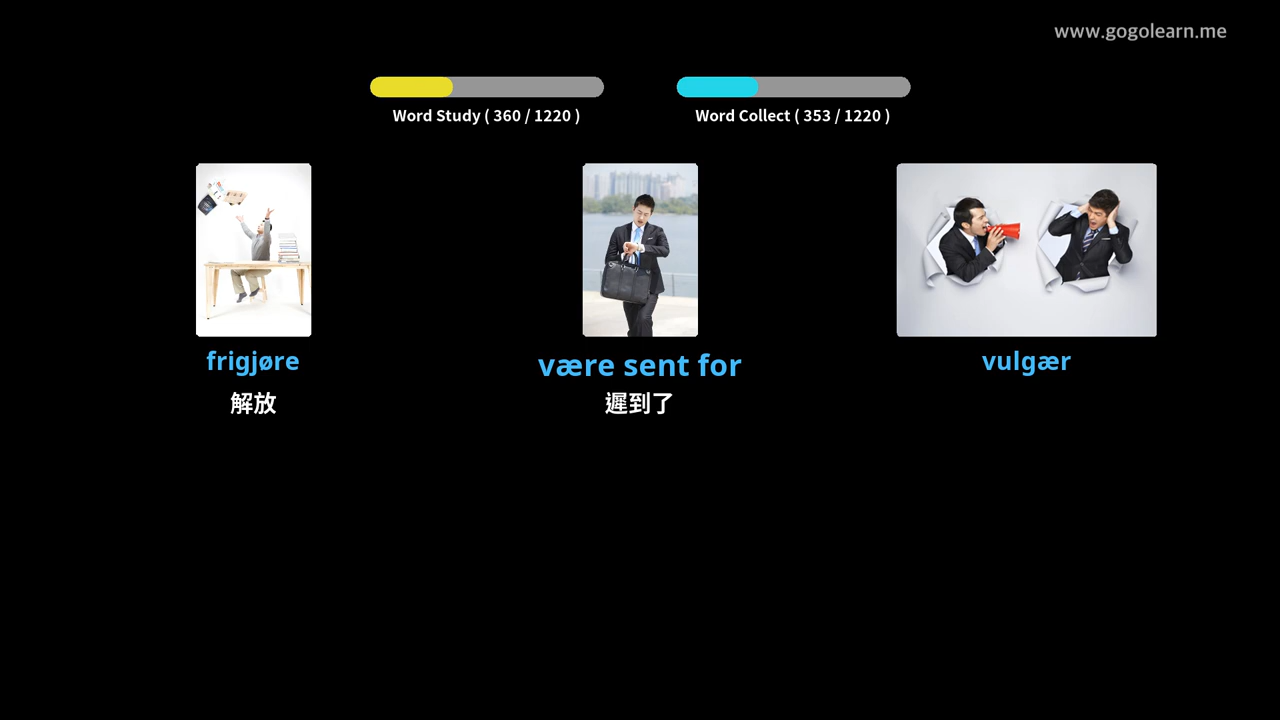 www.gogolearn.me
Word Study ( 360 / 1220 )
Word Collect ( 353 / 1220 )
frigjøre
解放
være sent for
遲到了
vulgær